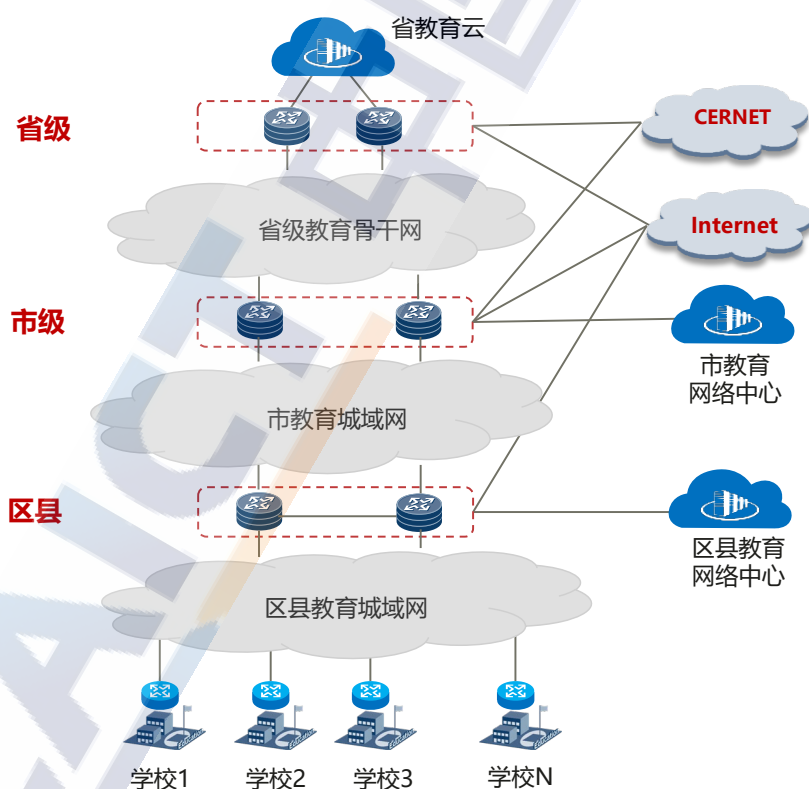 省教育云
省级
CERNET
省级教育骨干网
Internet
市级
市教育
网络中心
市教育城域网
区县
区县教育
网络中心
区县教育城域网
学校1
学校2
学校3
学校N